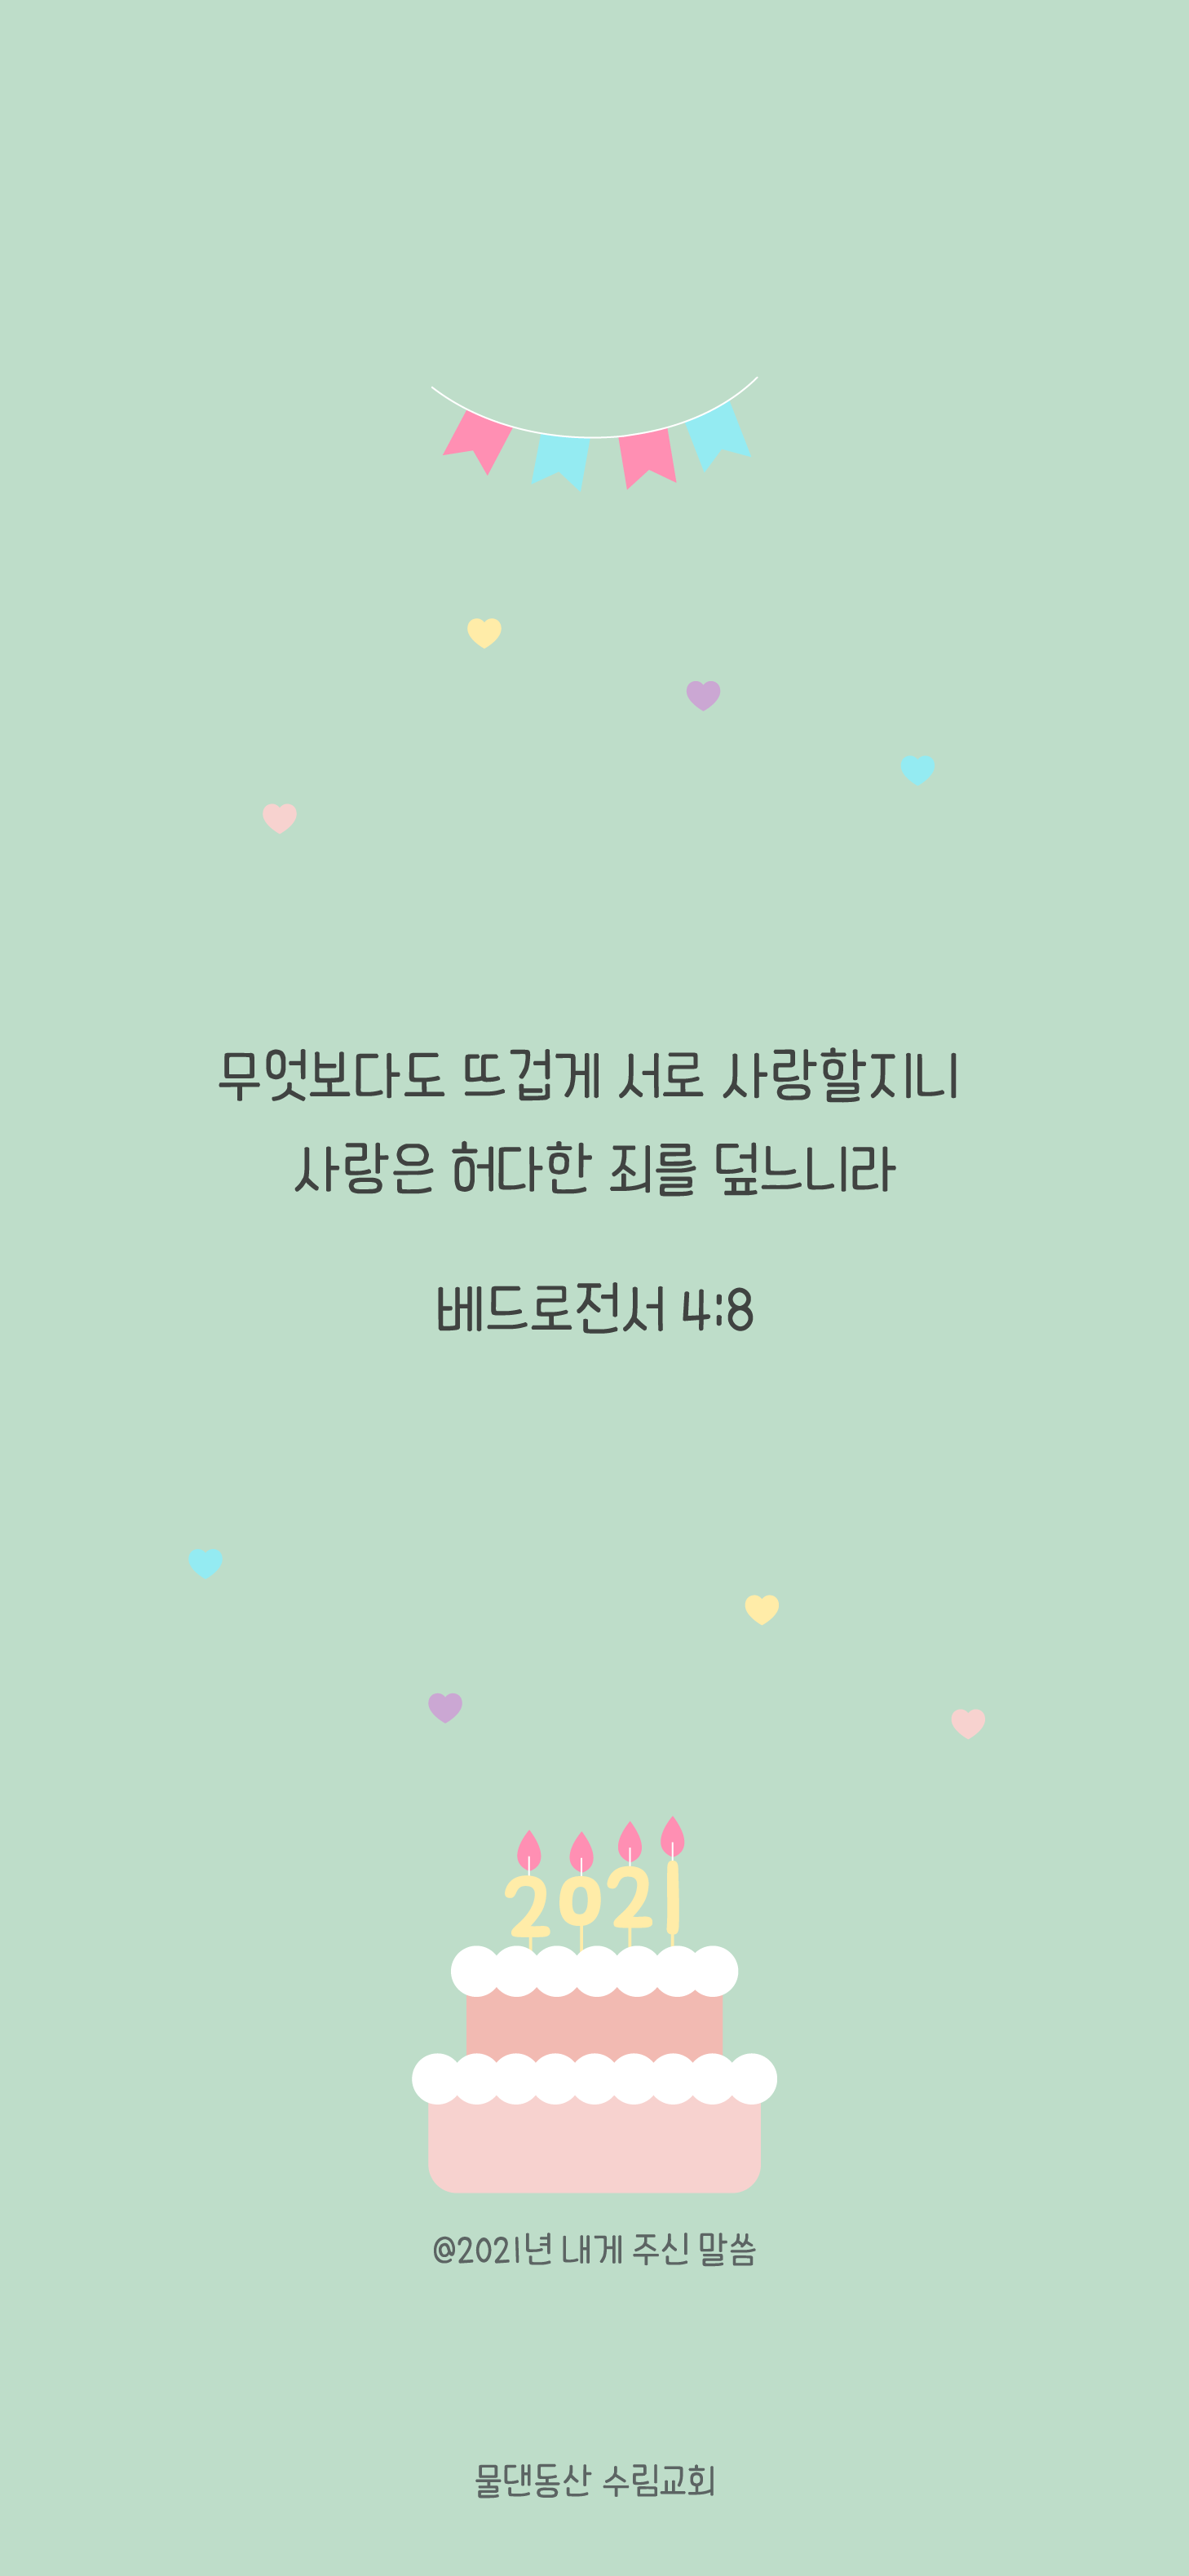 무엇보다도 뜨겁게 서로 사랑할지니
사랑은 허다한 죄를 덮느니라
베드로전서 4:8
2021
@2021년 내게 주신 말씀
물댄동산 수림교회